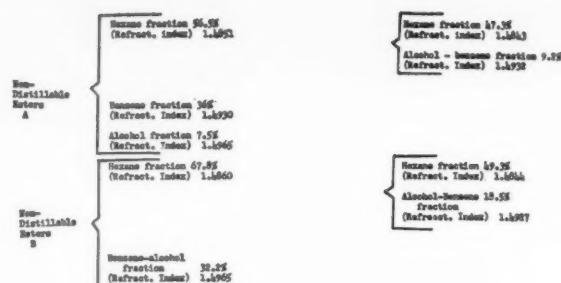 Hexane fraction 56.5%
(Refract. Index) 1.4851
Non-
Distillable
Esters
A
Benzene fraction 36%
(Refract. Index) 1.4930
Alcohol fraction 7.5%
(Refract. Index) 1.4965
Hexane fraction 67.8%
(Refract. Index) 1.4860
Non-
Distillable
Esters
B
Benzene-alcohol
fraction 32.2%
(Refract. Index) 1.4965
Hexane fraction 47.3%
(Refract. index) 1.4843
Alcohol - benzene fraction 9.2%
(Refract. Index) 1.4932
Hexane fraction 49.3%
(Refract. Index) 1.4844
Alcohol-Benzene 18.5%
fraction
(Refract. Index) 1.4987